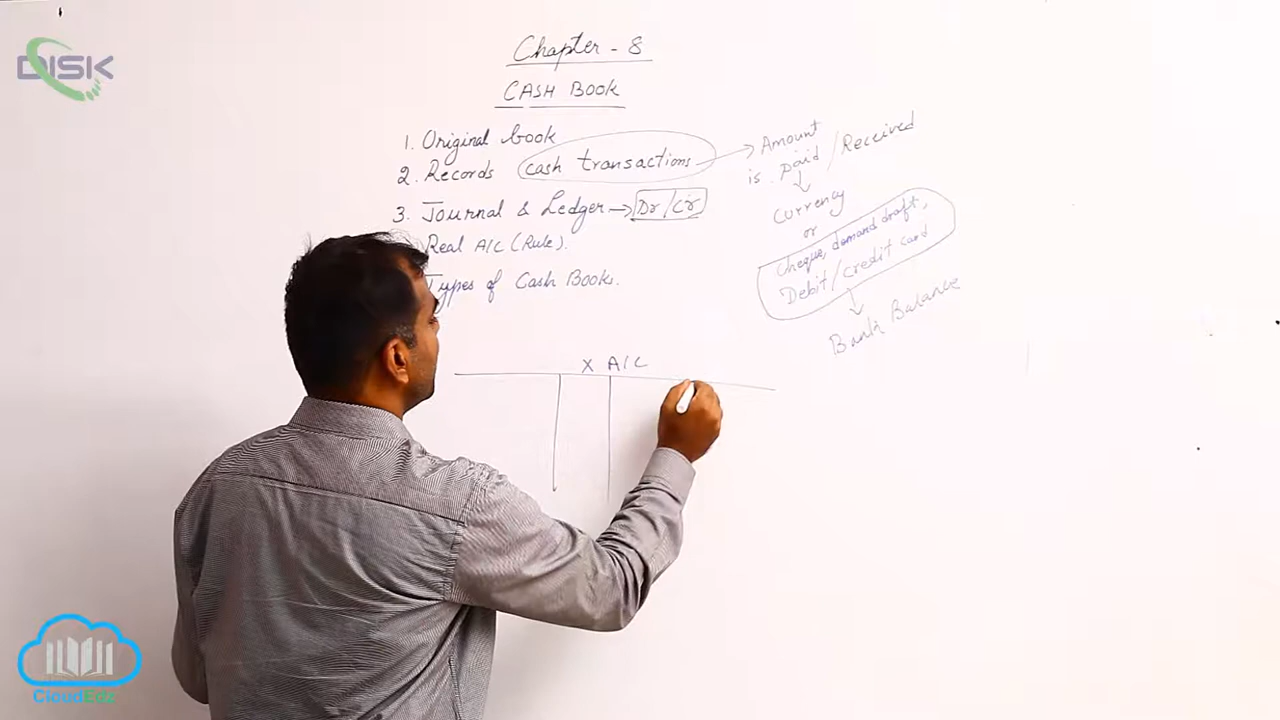 DISK
Chapter - 8
CASH BOOK
1. Original book
2. Records cash transactions
3. Journal & Ledger → Dr/Cr
Real A/C (Rule).
Types of Cash Books.
Amount
is paid / Received
Currency
or
cheque, demand draft,
Debit / credit card
Bank Balance
X A/C
CloudEdz